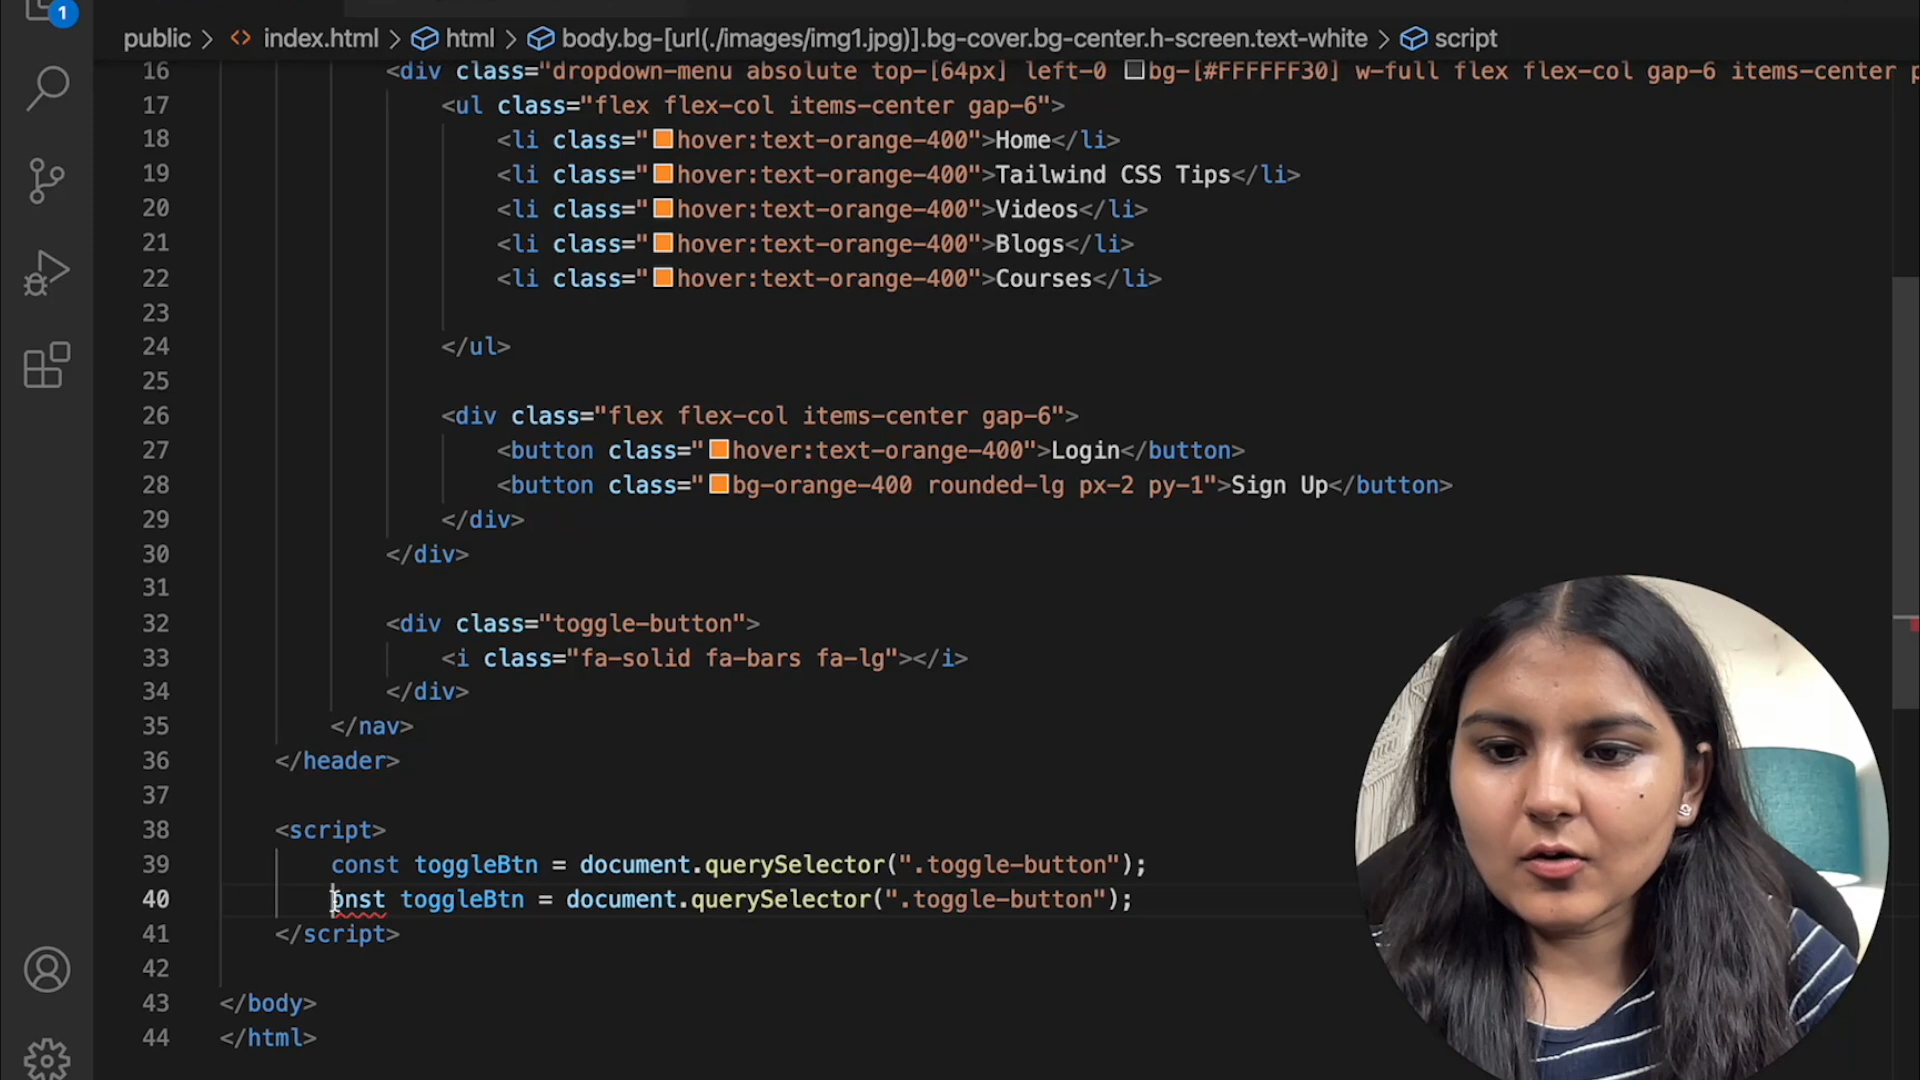 1
public > <> index.html > html > body.bg-[url(./images/img1.jpg)].bg-cover.bg-center.h-screen.text-white > script
16 <div class="dropdown-menu absolute top-[64px] left-0 bg-[#FFFFFF30] w-full flex flex-col gap-6 items-center p
17 <ul class="flex flex-col items-center gap-6">
18 <li class="hover:text-orange-400">Home</li>
19 <li class="hover:text-orange-400">Tailwind CSS Tips</li>
20 <li class="hover:text-orange-400">Videos</li>
21 <li class="hover:text-orange-400">Blogs</li>
22 <li class="hover:text-orange-400">Courses</li>
23
24 </ul>
25
26 <div class="flex flex-col items-center gap-6">
27 <button class="hover:text-orange-400">Login</button>
28 <button class="bg-orange-400 rounded-lg px-2 py-1">Sign Up</button>
29 </div>
30 </div>
31
32 <div class="toggle-button">
33 <i class="fa-solid fa-bars fa-lg"></i>
34 </div>
35 </nav>
36 </header>
37
38 <script>
39 const toggleBtn = document.querySelector(".toggle-button");
40 onst toggleBtn = document.querySelector(".toggle-button");
41 </script>
42
43 </body>
44 </html>